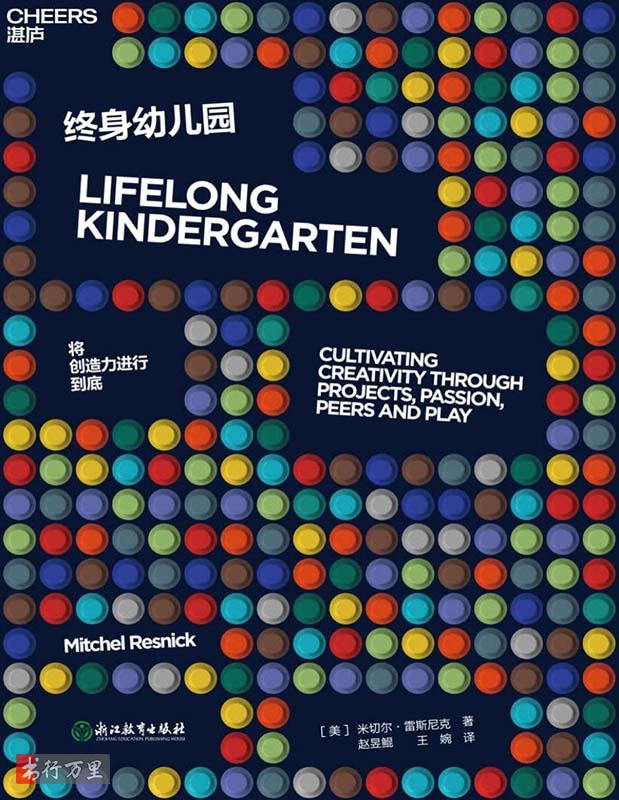 CHEERS
湛庐
终身幼儿园
LIFELONG
KINDERGARTEN
将
创造力进行
到底
CULTIVATING
CREATIVITY THROUGH
PROJECTS, PASSION,
PEERS AND PLAY
Mitchel Resnick
浙江教育出版社
ZHEJIANG EDUCATION PUBLISHING HOUSE
[美] 米切尔·雷斯尼克 著
赵昱鲲 王婉 译
书行万里